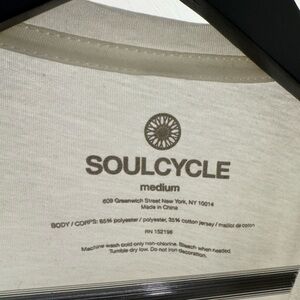 SOULCYCLE
medium
609 Greenwich Street New York, NY 10014
Made in China
BODY / CORPS: 65% polyester / polyester, 35% cotton jersey / maillot de coton
RN 152198
Machine wash cold only non-chlorine. Bleach when needed.
Tumble dry low. Do not iron decoration.